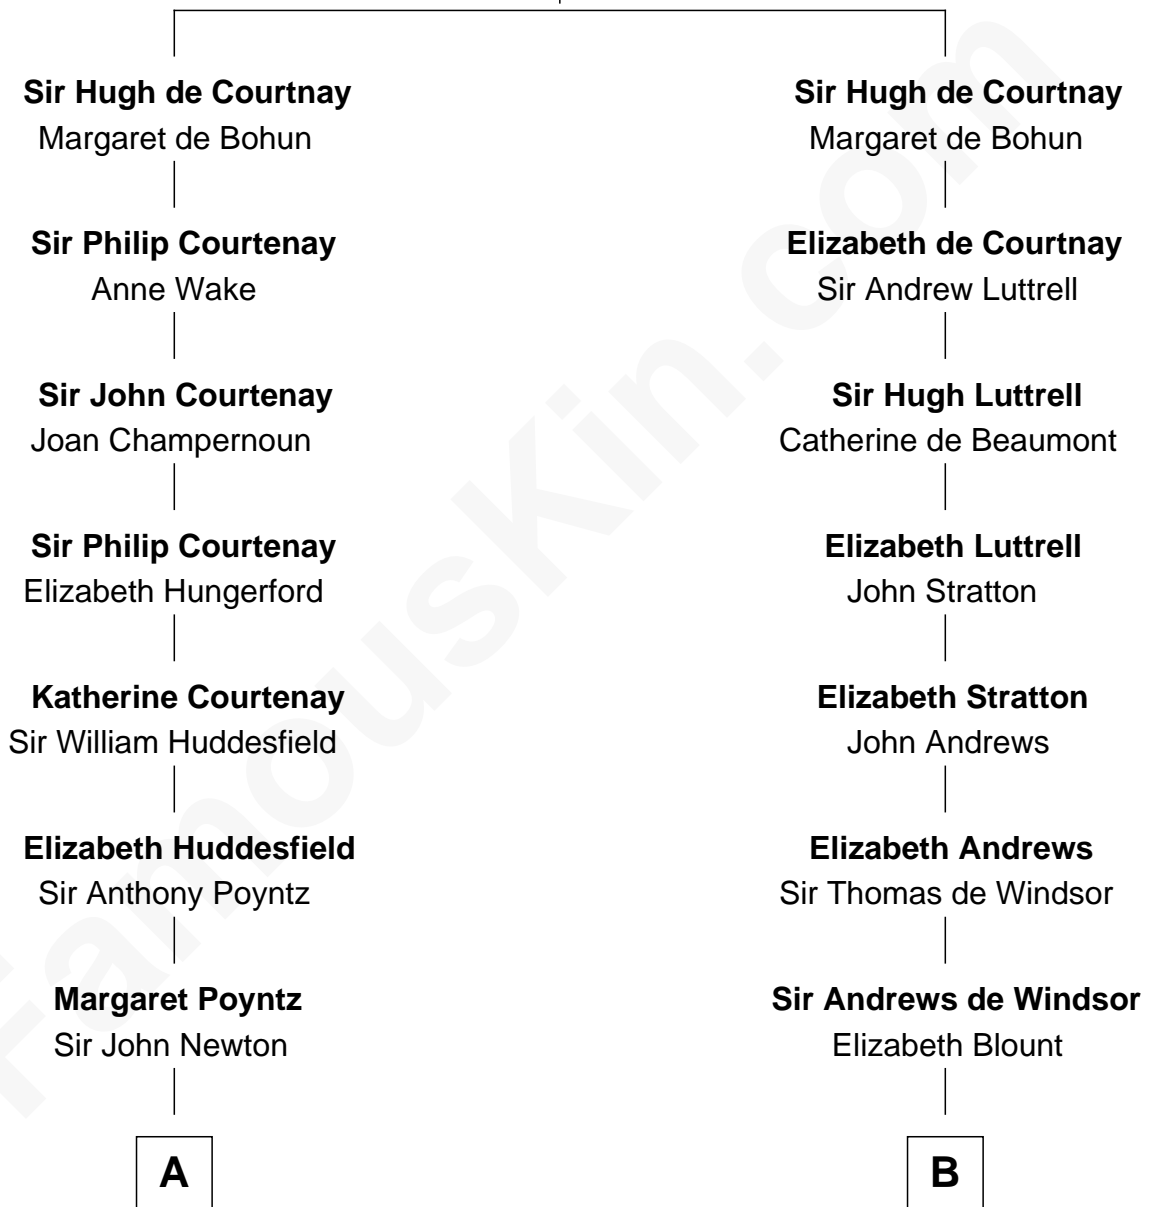 Sir Hugh de Courtnay
Margaret de Bohun
Sir Philip Courtenay
Anne Wake
Sir John Courtenay
Joan Champernoun
Sir Philip Courtenay
Elizabeth Hungerford
Katherine Courtenay
Sir William Huddesfield
Elizabeth Huddesfield
Sir Anthony Poyntz
Margaret Poyntz
Sir John Newton
A
Sir Hugh de Courtnay
Margaret de Bohun
Elizabeth de Courtnay
Sir Andrew Luttrell
Sir Hugh Luttrell
Catherine de Beaumont
Elizabeth Luttrell
John Stratton
Elizabeth Stratton
John Andrews
Elizabeth Andrews
Sir Thomas de Windsor
Sir Andrews de Windsor
Elizabeth Blount
B
FamousKin.com